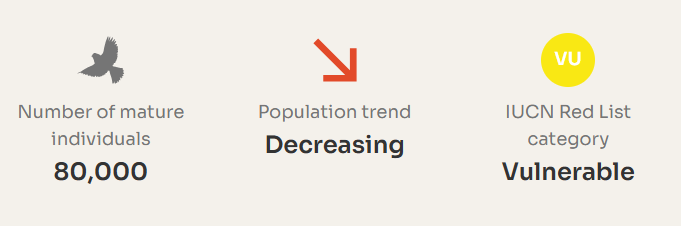 Number of mature
individuals
80,000
Population trend
Decreasing
VU
IUCN Red List
category
Vulnerable